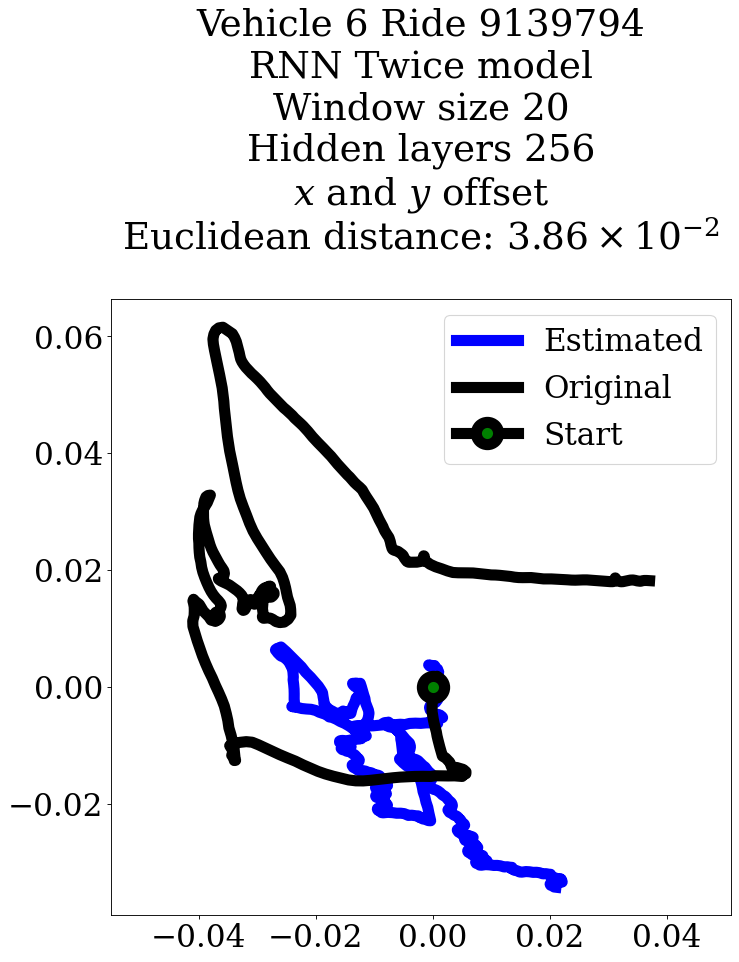 Vehicle 6 Ride 9139794
RNN Twice model
Window size 20
Hidden layers 256
x and y offset
Euclidean distance: 3.86 × 10⁻²
Estimated
Original
Start
0.06
0.04
0.02
0.00
−0.02
−0.04 −0.02 0.00 0.02 0.04